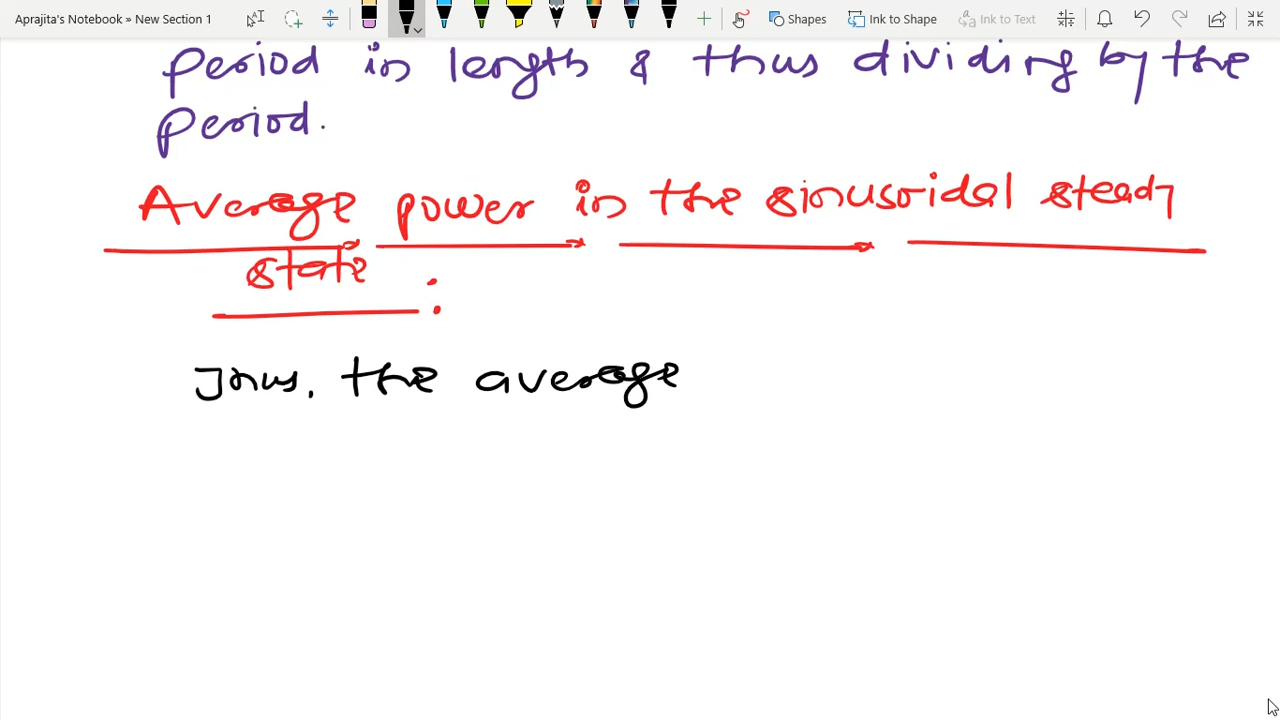 Aprajita's Notebook » New Section 1 Shapes Ink to Shape Ink to Text
Period in length & thus dividing by the
Period.
Average power in the sinusoidal steady
state :
Thus, the average